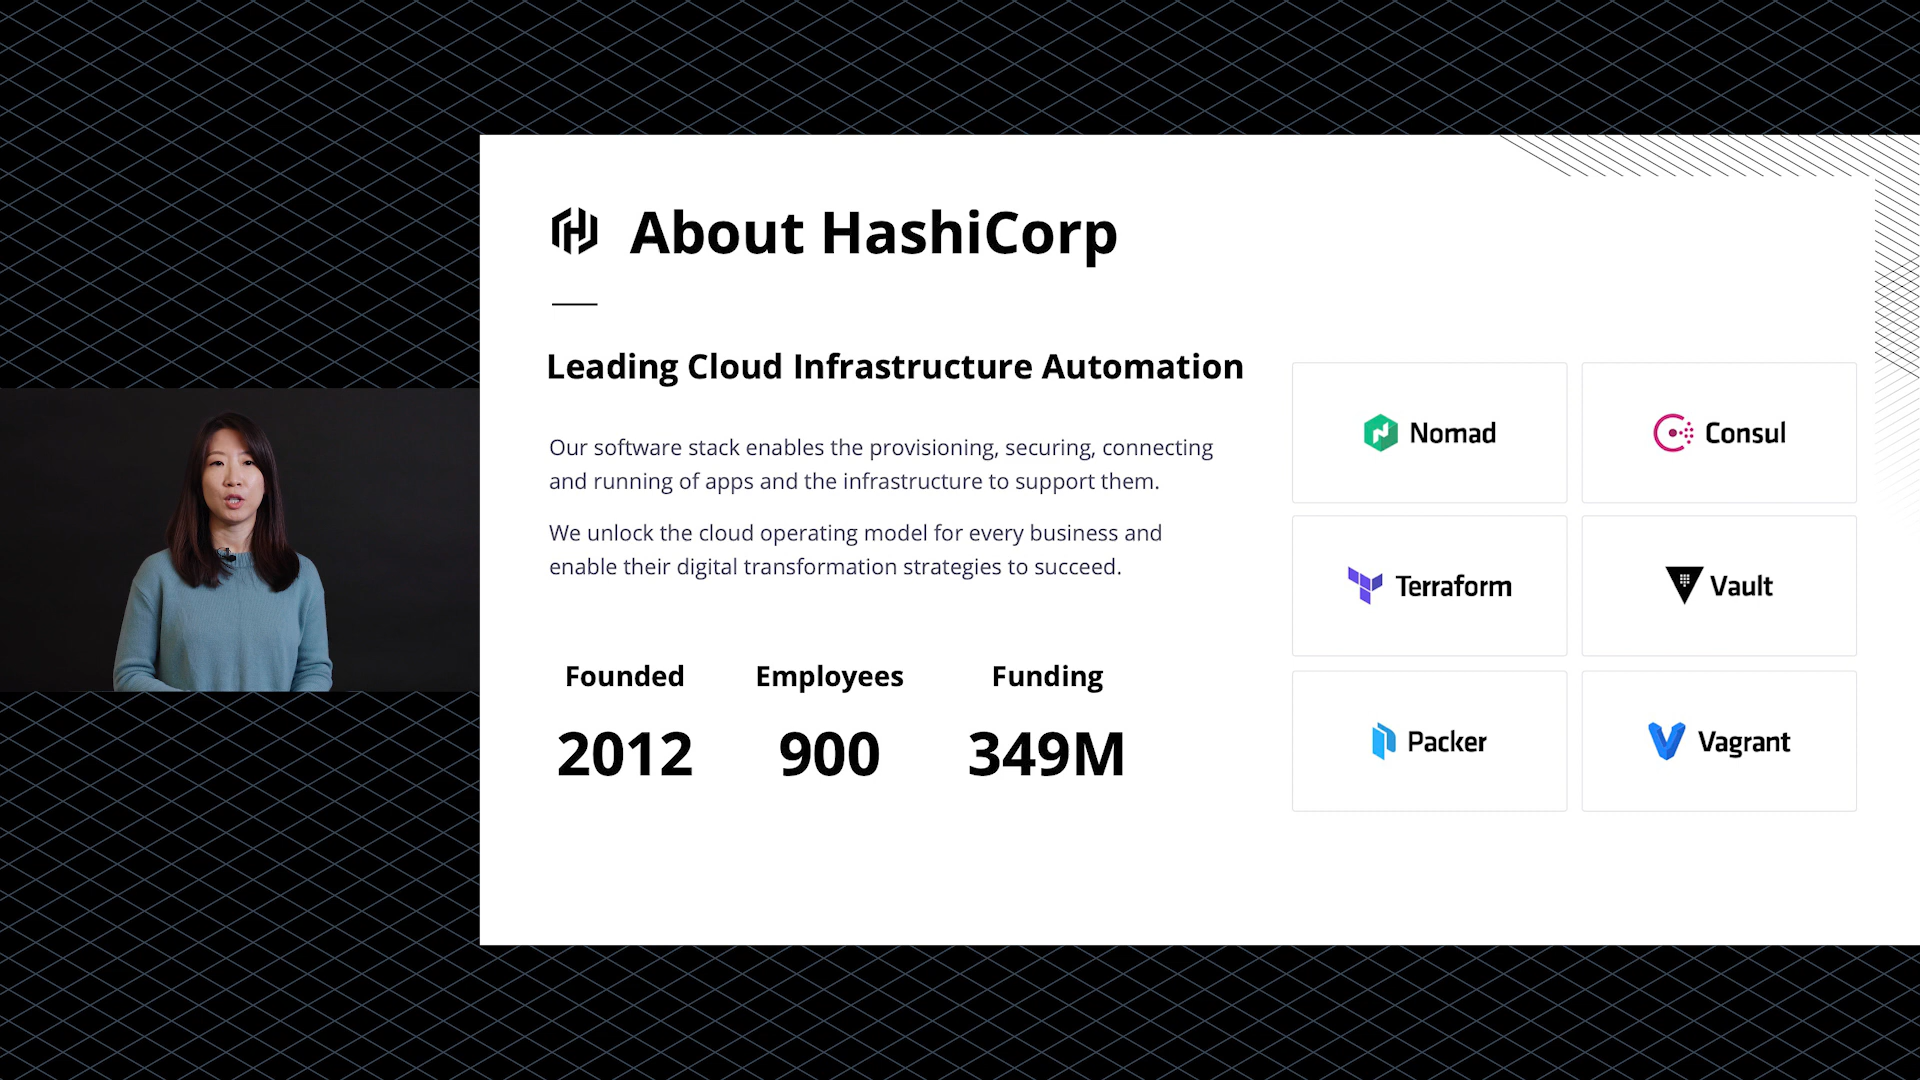 About HashiCorp
Leading Cloud Infrastructure Automation
Our software stack enables the provisioning, securing, connecting
and running of apps and the infrastructure to support them.
We unlock the cloud operating model for every business and
enable their digital transformation strategies to succeed.
Founded
2012
Employees
900
Funding
349M
Nomad
Consul
Terraform
Vault
Packer
Vagrant